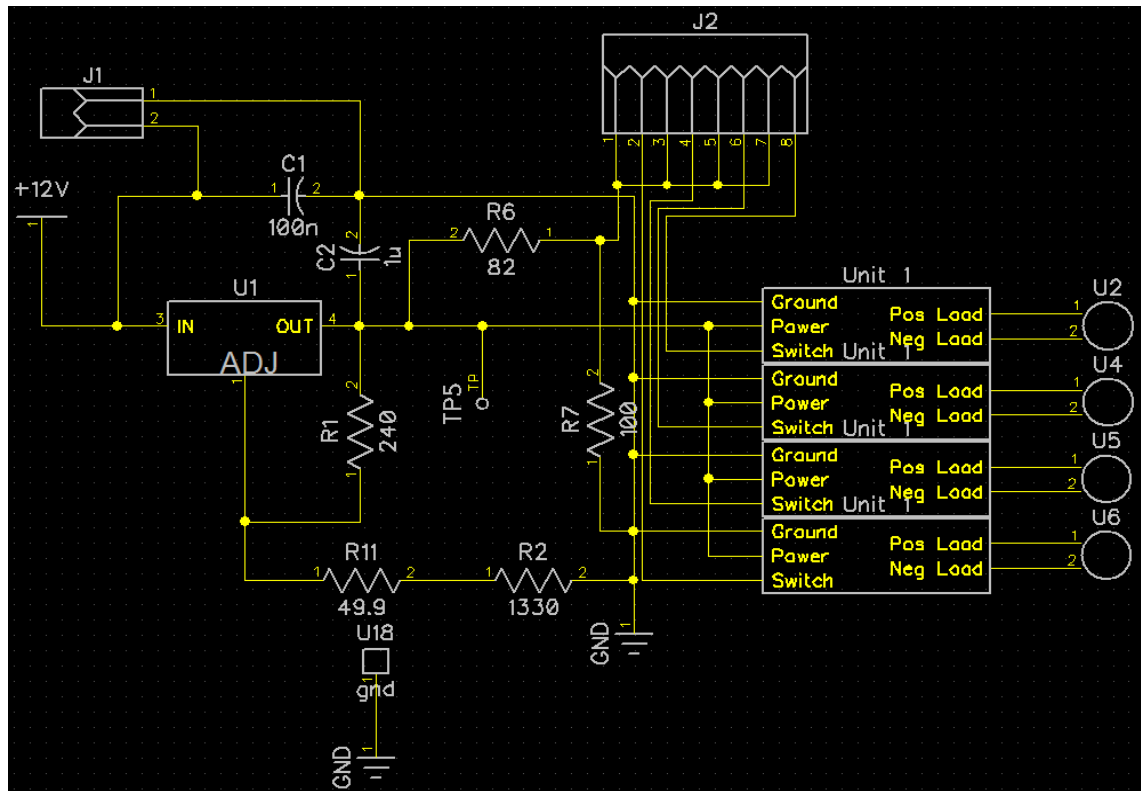 J2
J1
1
2
1 2 3 4 5 6 7 8
+12V
1
C1
1 2
100n
R6
2 1
82
2
C2
1u
1
U1
3 IN OUT 4
ADJ
1
2
R1
240
1
TP
TP5
2
R7
100
1
Unit 1
Ground
Power
Switch
Pos Load
Neg Load
U2
1
2
Unit 1
Ground
Power
Switch
Pos Load
Neg Load
U4
1
2
Unit 1
Ground
Power
Switch
Pos Load
Neg Load
U5
1
2
Unit 1
Ground
Power
Switch
Pos Load
Neg Load
U6
1
2
R11
1 2
49.9
R2
1 2
1330
1
GND
U18
1
gnd
1
GND